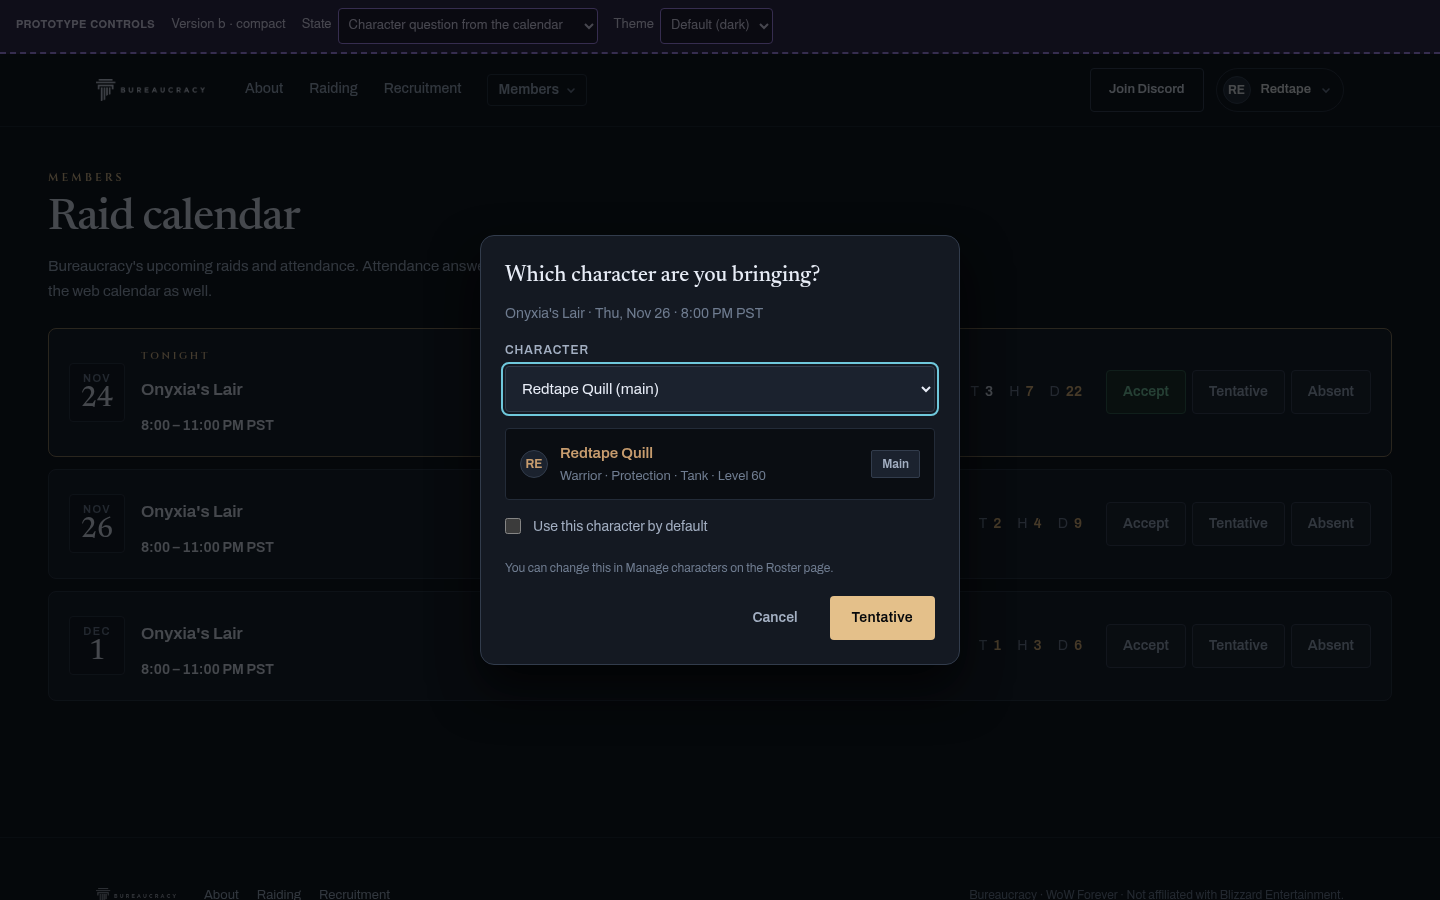 PROTOTYPE CONTROLS Version b · compact State Character question from the calendar Theme Default (dark)
BUREAUCRACY About Raiding Recruitment Members Join Discord RE Redtape
MEMBERS
Raid calendar
Bureaucracy's upcoming raids and attendance. Attendance answe
the web calendar as well.
Which character are you bringing?
Onyxia's Lair · Thu, Nov 26 · 8:00 PM PST
CHARACTER
Redtape Quill (main)
RE Redtape Quill Main
Warrior · Protection · Tank · Level 60
Use this character by default
You can change this in Manage characters on the Roster page.
Cancel Tentative
TONIGHT
NOV
24
Onyxia's Lair
8:00 – 11:00 PM PST
T 3 H 7 D 22 Accept Tentative Absent
NOV
26
Onyxia's Lair
8:00 – 11:00 PM PST
T 2 H 4 D 9 Accept Tentative Absent
DEC
1
Onyxia's Lair
8:00 – 11:00 PM PST
T 1 H 3 D 6 Accept Tentative Absent
BUREAUCRACY About Raiding Recruitment Bureaucracy · WoW Forever · Not affiliated with Blizzard Entertainment.